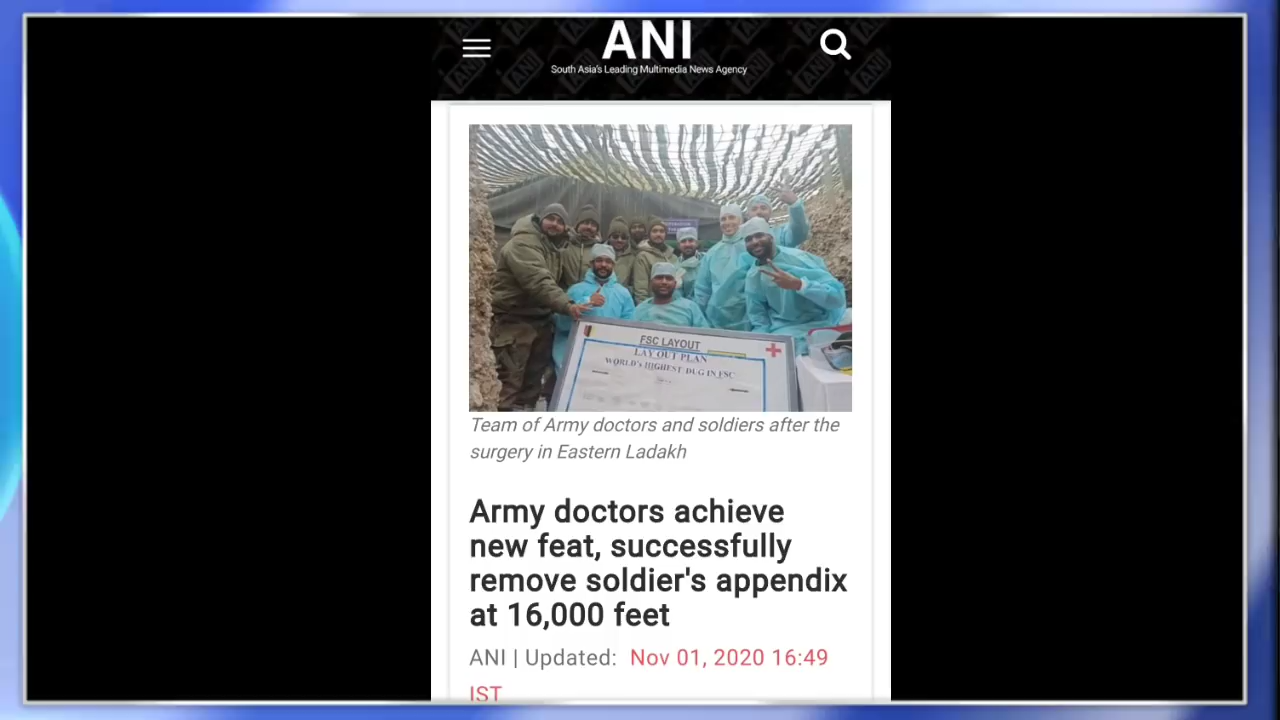 ANI
South Asia's Leading Multimedia News Agency
FSC LAYOUT
LAY OUT PLAN
WORLD's HIGHEST DUG IN FSC
Team of Army doctors and soldiers after the
surgery in Eastern Ladakh
Army doctors achieve
new feat, successfully
remove soldier's appendix
at 16,000 feet
ANI | Updated: Nov 01, 2020 16:49
IST